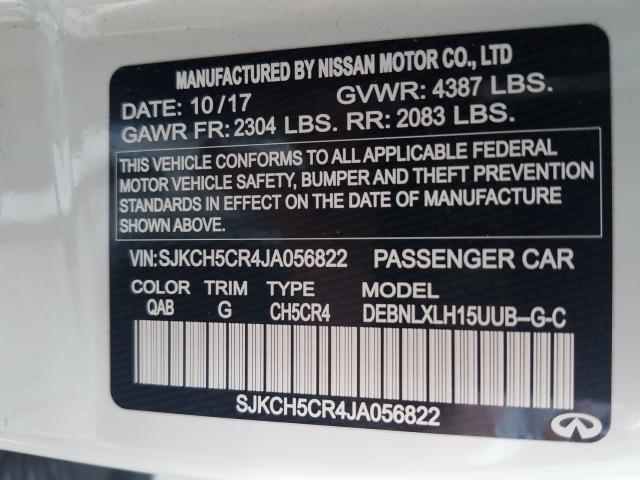 MANUFACTURED BY NISSAN MOTOR CO., LTD
DATE: 10/17 GVWR: 4387 LBS.
GAWR FR: 2304 LBS. RR: 2083 LBS.
THIS VEHICLE CONFORMS TO ALL APPLICABLE FEDERAL
MOTOR VEHICLE SAFETY, BUMPER AND THEFT PREVENTION
STANDARDS IN EFFECT ON THE DATE OF MANUFACTURE
SHOWN ABOVE.
VIN: SJKCH5CR4JA056822 PASSENGER CAR
COLOR TRIM TYPE MODEL
QAB G CH5CR4 DEBNLXLH15UUB-G-C
SJKCH5CR4JA056822